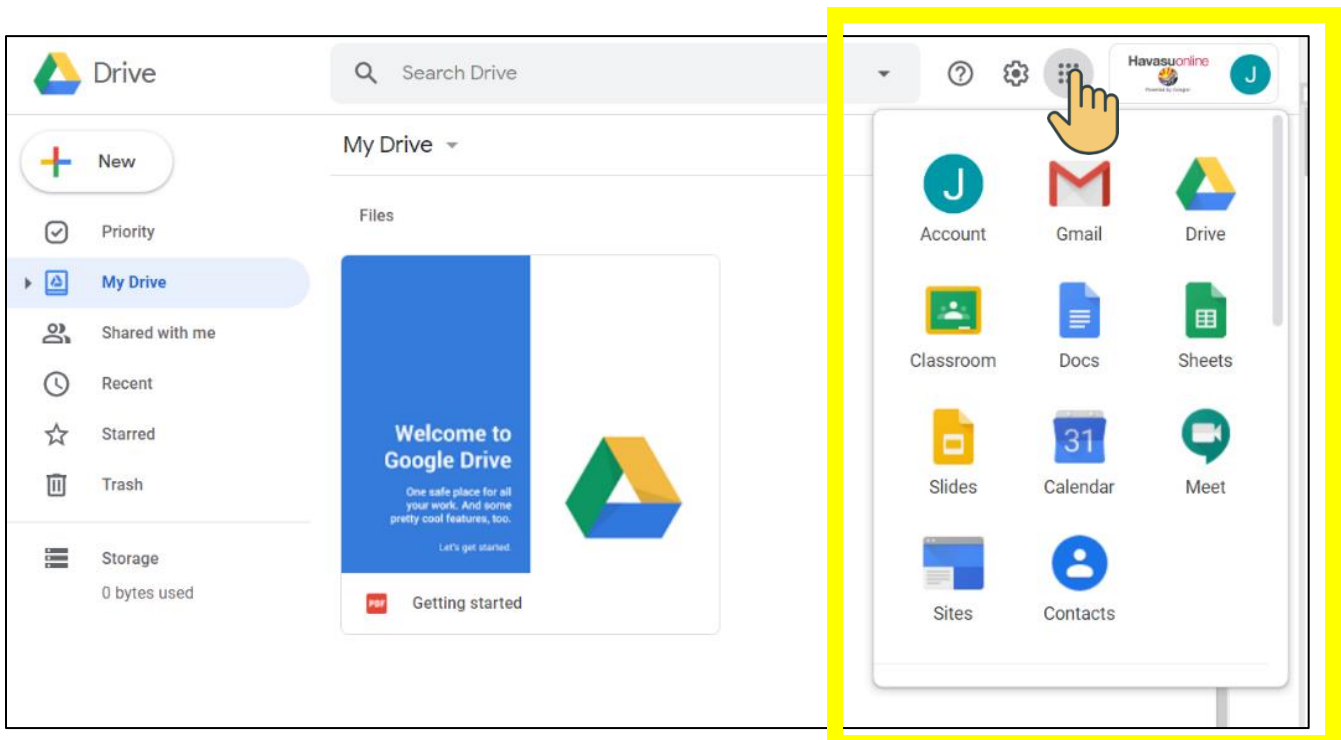 Drive
Search Drive
Havasuonline
J
New
My Drive
Priority
My Drive
Shared with me
Recent
Starred
Trash
Storage
0 bytes used
Files
Welcome to
Google Drive
One safe place for all
your work. And some
pretty cool features, too.
Let's get started.
PDF Getting started
J
Account Gmail Drive
Classroom Docs Sheets
31
Slides Calendar Meet
Sites Contacts